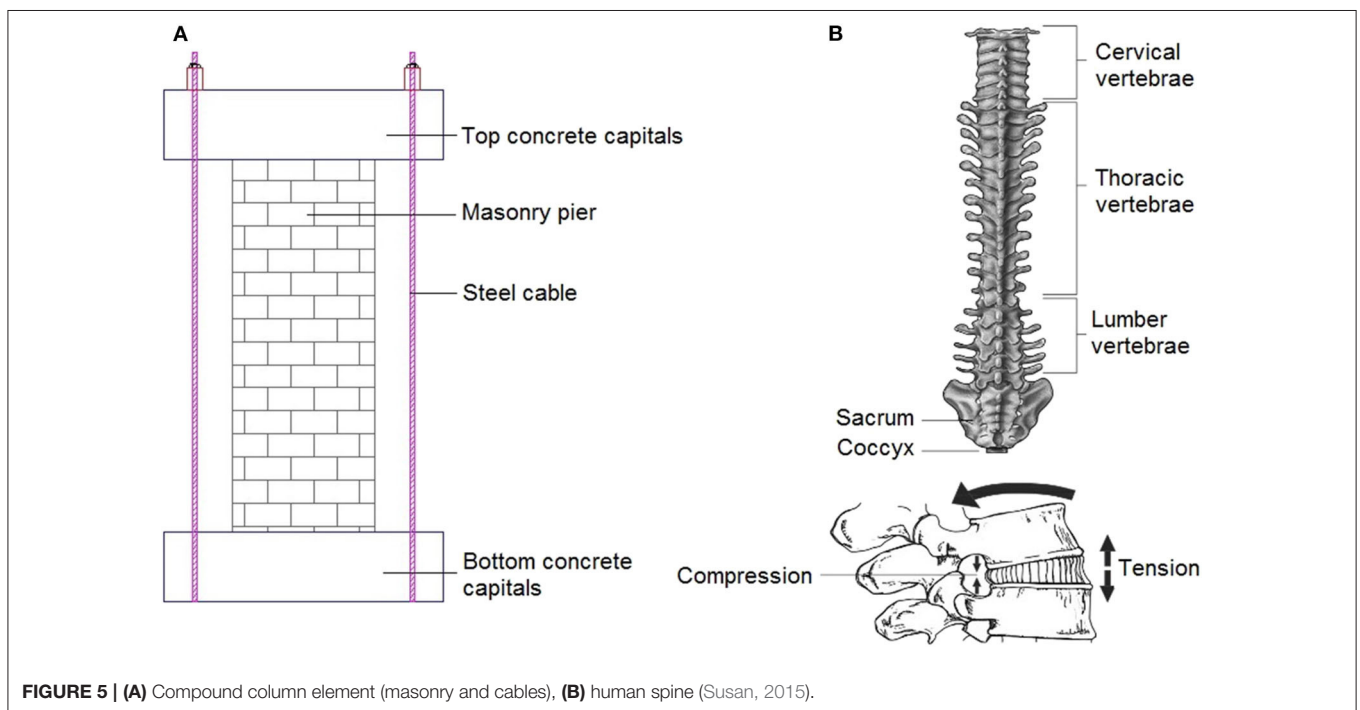 A
Top concrete capitals
Masonry pier
Steel cable
Bottom concrete
capitals
B
Cervical
vertebrae
Thoracic
vertebrae
Lumber
vertebrae
Sacrum
Coccyx
Compression
Tension
FIGURE 5 | (A) Compound column element (masonry and cables), (B) human spine (Susan, 2015).